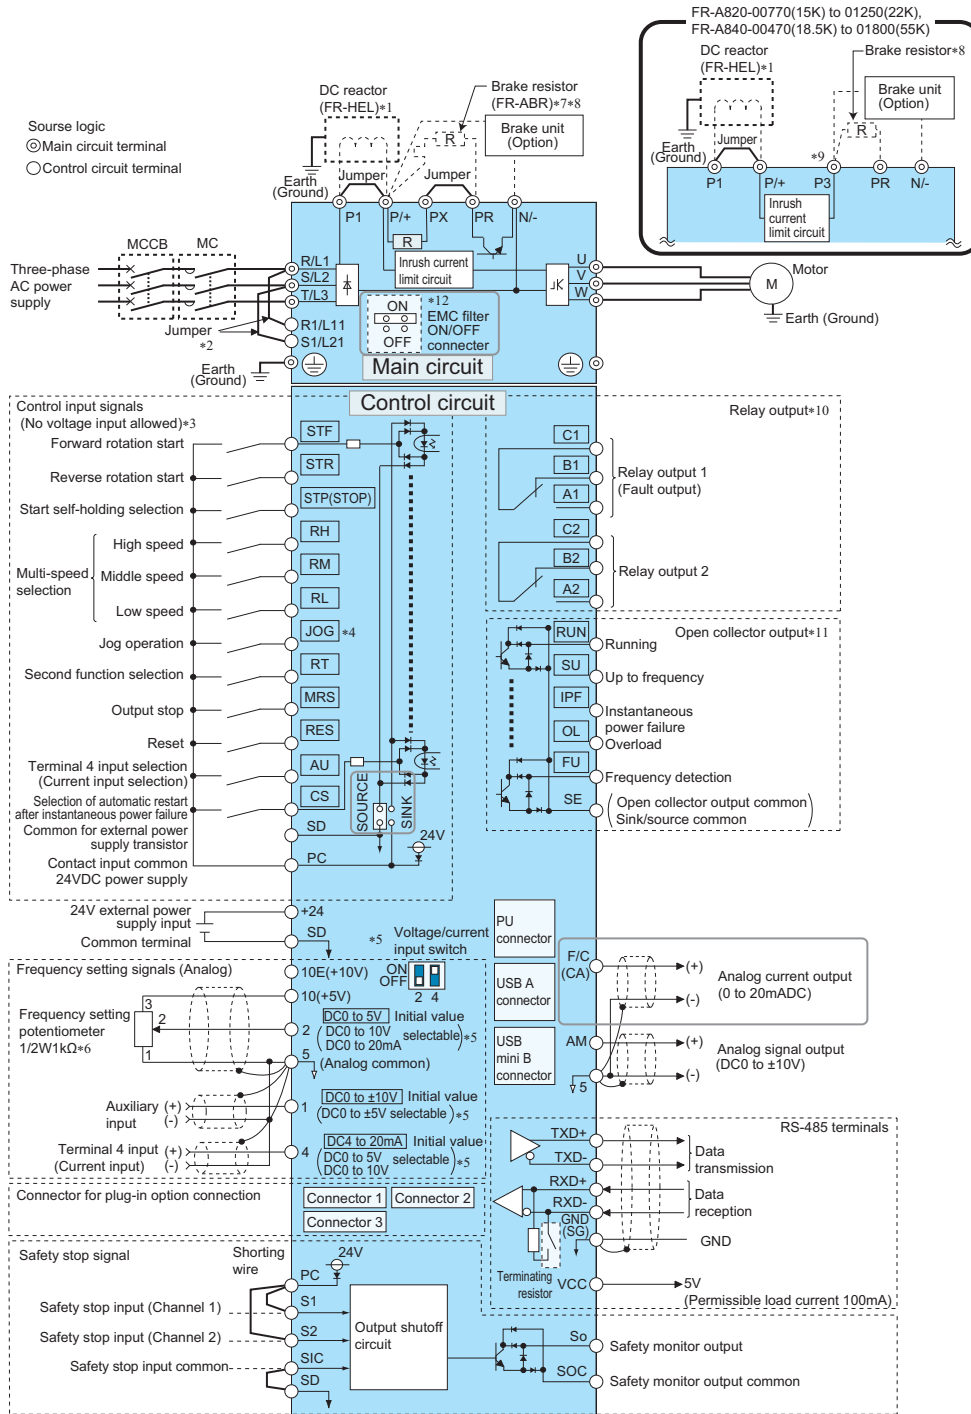 FR-A820-00770(15K) to 01250(22K),
FR-A840-00470(18.5K) to 01800(55K)
DC reactor
(FR-HEL)*1
Brake resistor*8
Brake unit
(Option)
R
Jumper
Earth
(Ground)
*9
P1
P/+
P3
PR
N/-
Inrush
current
limit circuit
Sourse logic
Main circuit terminal
Control circuit terminal
DC reactor
(FR-HEL)*1
Brake resistor
(FR-ABR)*7*8
Brake unit
(Option)
R
Earth
(Ground)
Jumper
Jumper
P1
P/+
PX
PR
N/-
R
Inrush current
limit circuit
MCCB
MC
Three-phase
AC power
supply
R/L1
S/L2
T/L3
R1/L11
S1/L21
Jumper
*2
Earth
(Ground)
ON
OFF
*12
EMC filter
ON/OFF
connecter
U
V
W
Motor
M
Earth (Ground)
Main circuit
Control circuit
Control input signals
(No voltage input allowed)*3
Forward rotation start
STF
Reverse rotation start
STR
Start self-holding selection
STP(STOP)
Multi-speed
selection
High speed
RH
Middle speed
RM
Low speed
RL
Jog operation
JOG *4
Second function selection
RT
Output stop
MRS
Reset
RES
Terminal 4 input selection
(Current input selection)
AU
Selection of automatic restart
after instantaneous power failure
CS
Common for external power
supply transistor
SD
Contact input common
24VDC power supply
PC
SOURCE
SINK
24V
Relay output*10
C1
B1
A1
Relay output 1
(Fault output)
C2
B2
A2
Relay output 2
Open collector output*11
RUN
Running
SU
Up to frequency
IPF
Instantaneous
power failure
OL
Overload
FU
Frequency detection
SE
Open collector output common
Sink/source common
24V external power
supply input
+24
Common terminal
SD
Frequency setting signals (Analog)
*5
Voltage/current
input switch
ON
OFF
2 4
10E(+10V)
10(+5V)
Frequency setting
potentiometer
1/2W1kΩ*6
3
2
1
2
DC0 to 5V Initial value
DC0 to 10V
DC0 to 20mA
selectable *5
5
(Analog common)
Auxiliary
input
(+)
(-)
1
DC0 to ±10V Initial value
(DC0 to ±5V selectable) *5
Terminal 4 input
(Current input)
(+)
(-)
4
DC4 to 20mA Initial value
DC0 to 5V
DC0 to 10V
selectable *5
PU
connector
USB A
connector
USB
mini B
connector
F/C
(CA)
(+)
(-)
Analog current output
(0 to 20mADC)
AM
5
(+)
(-)
Analog signal output
(DC0 to ±10V)
RS-485 terminals
TXD+
TXD-
Data
transmission
RXD+
RXD-
Data
reception
GND
(SG)
GND
Terminating
resistor
VCC
5V
(Permissible load current 100mA)
Connector for plug-in option connection
Connector 1
Connector 2
Connector 3
Safety stop signal
Shorting
wire
24V
PC
Safety stop input (Channel 1)
S1
Safety stop input (Channel 2)
S2
Safety stop input common
SIC
SD
Output shutoff
circuit
So
Safety monitor output
SOC
Safety monitor output common